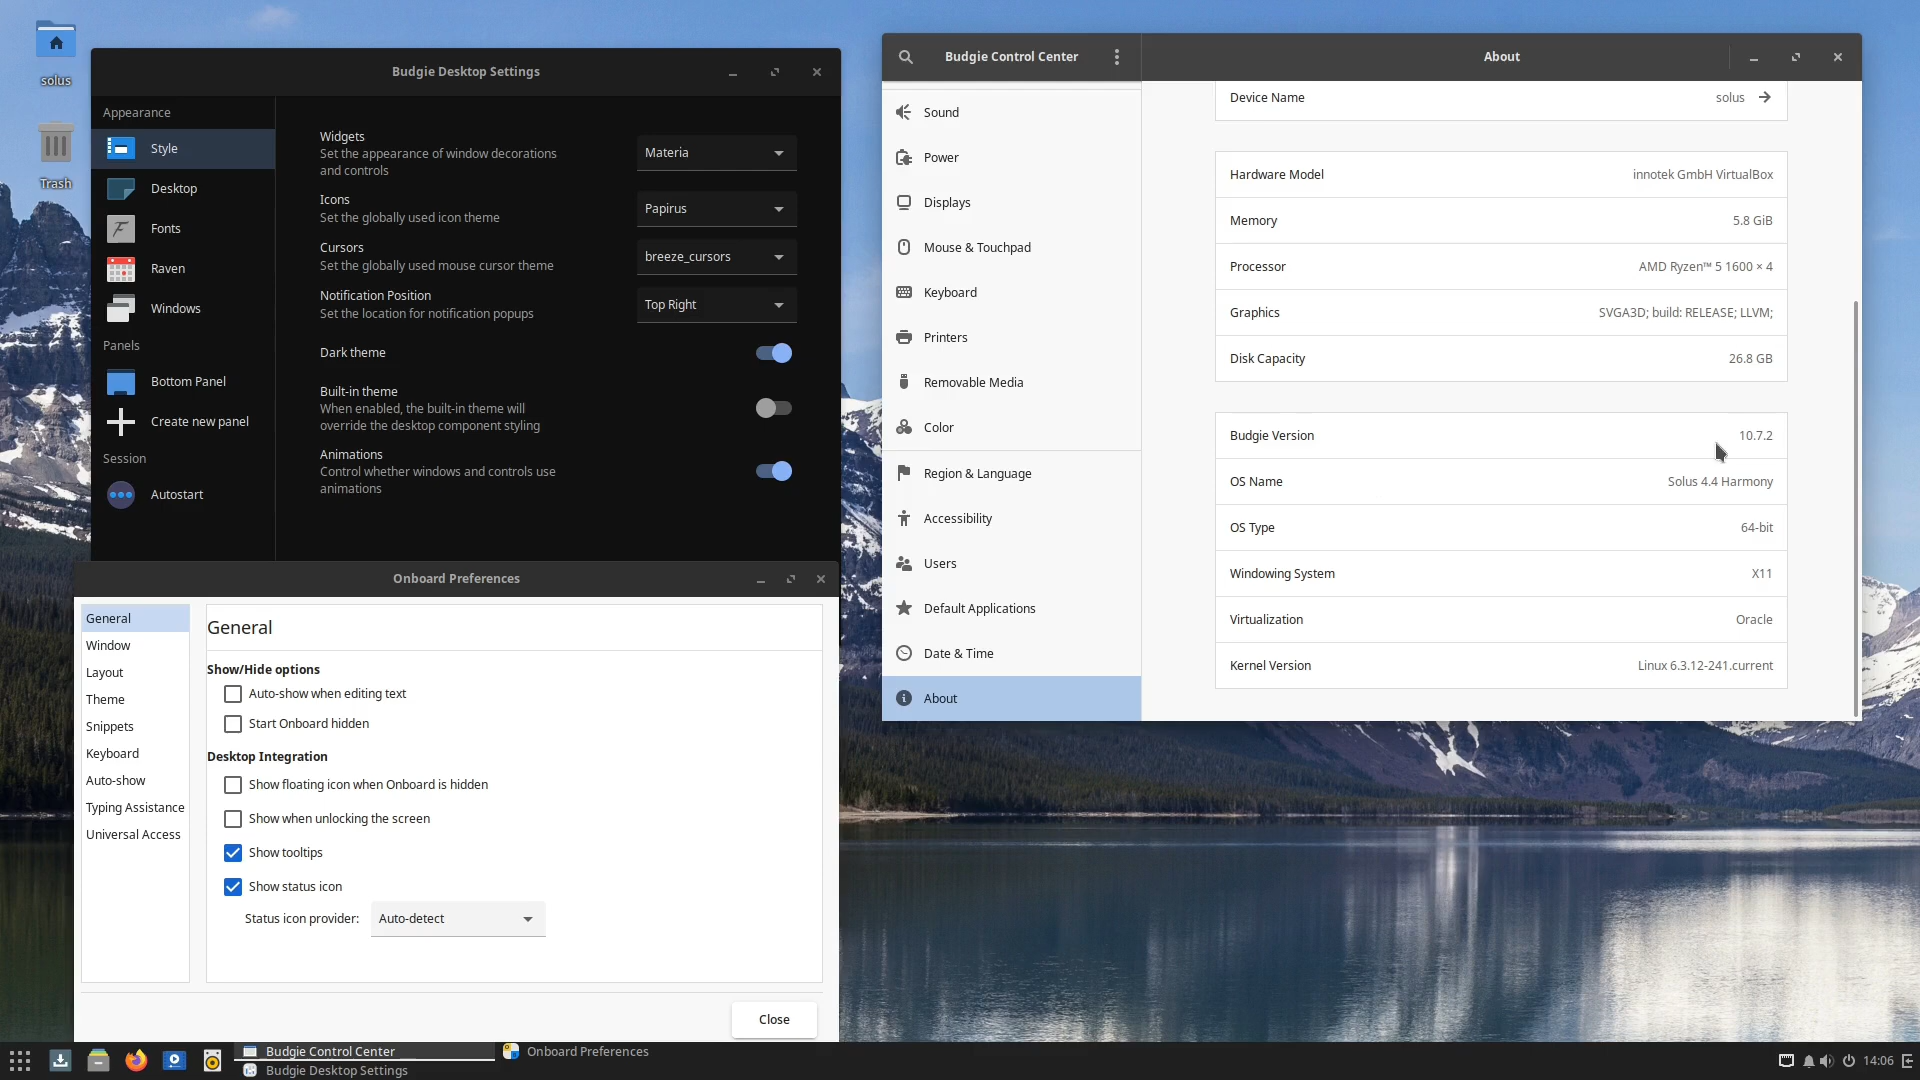 solus
Trash
Budgie Desktop Settings
Appearance
Style
Desktop
Fonts
Raven
Windows
Panels
Bottom Panel
Create new panel
Session
Autostart
Widgets
Set the appearance of window decorations
and controls
Materia
Icons
Set the globally used icon theme
Papirus
Cursors
Set the globally used mouse cursor theme
breeze_cursors
Notification Position
Set the location for notification popups
Top Right
Dark theme
Built-in theme
When enabled, the built-in theme will
override the desktop component styling
Animations
Control whether windows and controls use
animations
Onboard Preferences
General
Window
Layout
Theme
Snippets
Keyboard
Auto-show
Typing Assistance
Universal Access
General
Show/Hide options
Auto-show when editing text
Start Onboard hidden
Desktop Integration
Show floating icon when Onboard is hidden
Show when unlocking the screen
Show tooltips
Show status icon
Status icon provider: Auto-detect
Close
Budgie Control Center
About
Sound
Power
Displays
Mouse & Touchpad
Keyboard
Printers
Removable Media
Color
Region & Language
Accessibility
Users
Default Applications
Date & Time
About
Device Name solus
Hardware Model innotek GmbH VirtualBox
Memory 5.8 GiB
Processor AMD Ryzen™ 5 1600 × 4
Graphics SVGA3D; build: RELEASE; LLVM;
Disk Capacity 26.8 GB
Budgie Version 10.7.2
OS Name Solus 4.4 Harmony
OS Type 64-bit
Windowing System X11
Virtualization Oracle
Kernel Version Linux 6.3.12-241.current
Budgie Control Center
Budgie Desktop Settings
Onboard Preferences
14:06